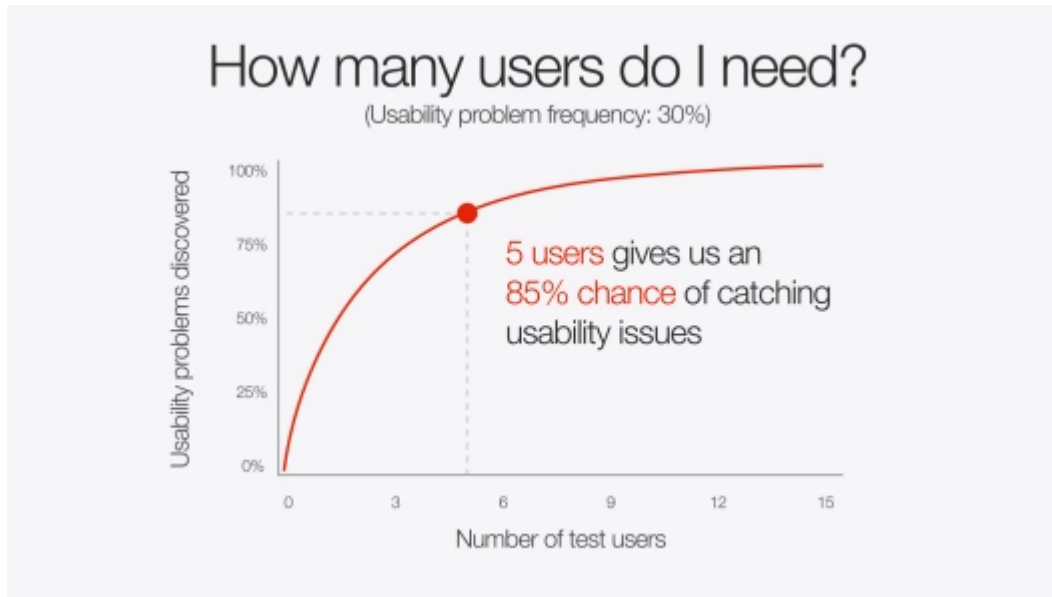 How many users do I need?
(Usability problem frequency: 30%)
Usability problems discovered
100%
75%
50%
25%
0%
5 users gives us an
85% chance of catching
usability issues
0 3 6 9 12 15
Number of test users